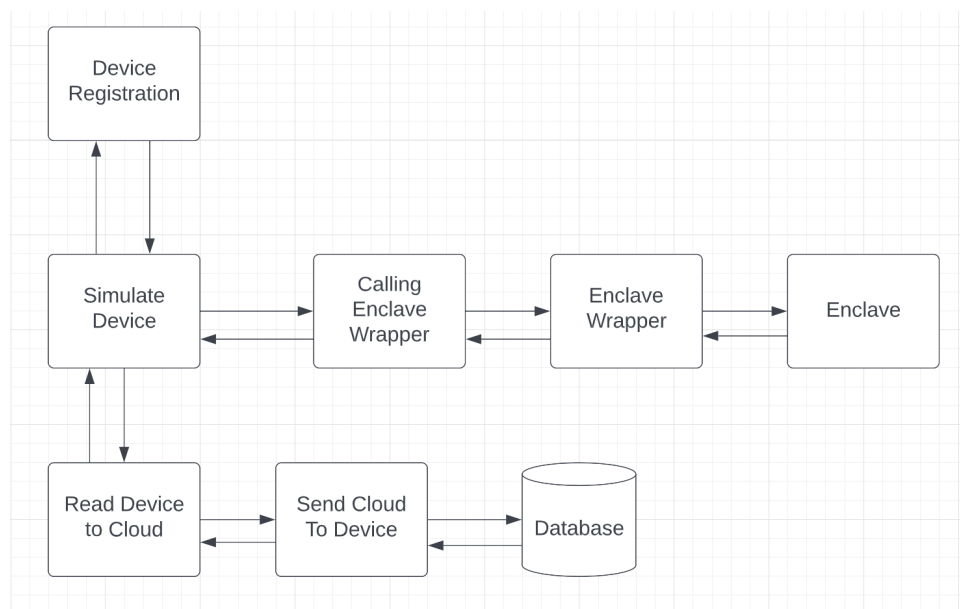 Device
Registration
Simulate
Device
Calling
Enclave
Wrapper
Enclave
Wrapper
Enclave
Read Device
to Cloud
Send Cloud
To Device
Database